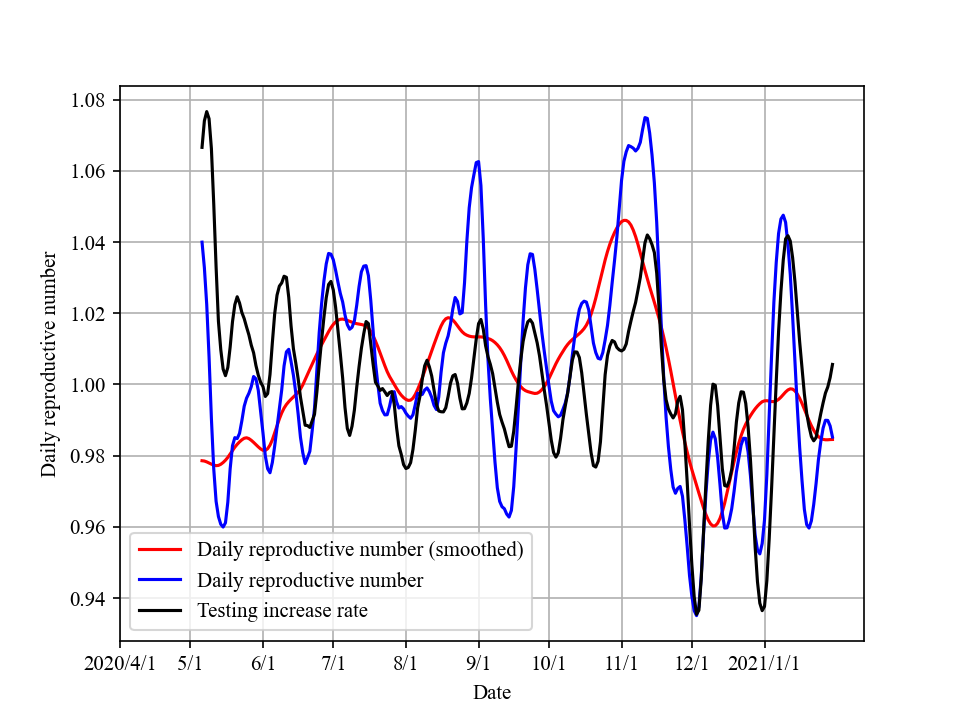 Daily reproductive number
1.08
1.06
1.04
1.02
1.00
0.98
0.96
0.94
Daily reproductive number (smoothed)
Daily reproductive number
Testing increase rate
2020/4/1 5/1 6/1 7/1 8/1 9/1 10/1 11/1 12/1 2021/1/1
Date